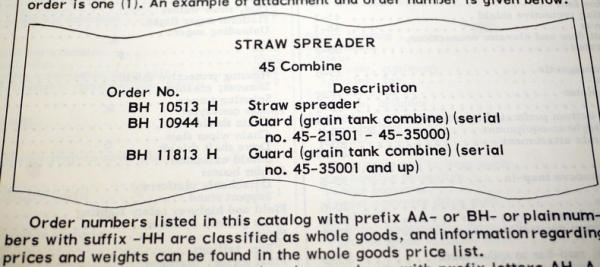 order is one (1). An example of attachment and order number is given below.
STRAW SPREADER
45 Combine
Order No. Description
BH 10513 H Straw spreader
BH 10944 H Guard (grain tank combine) (serial
no. 45-21501 - 45-35000)
BH 11813 H Guard (grain tank combine) (serial
no. 45-35001 and up)
Order numbers listed in this catalog with prefix AA- or BH- or plain num-
bers with suffix -HH are classified as whole goods, and information regarding
prices and weights can be found in the whole goods price list.
with prefix letters AH, A